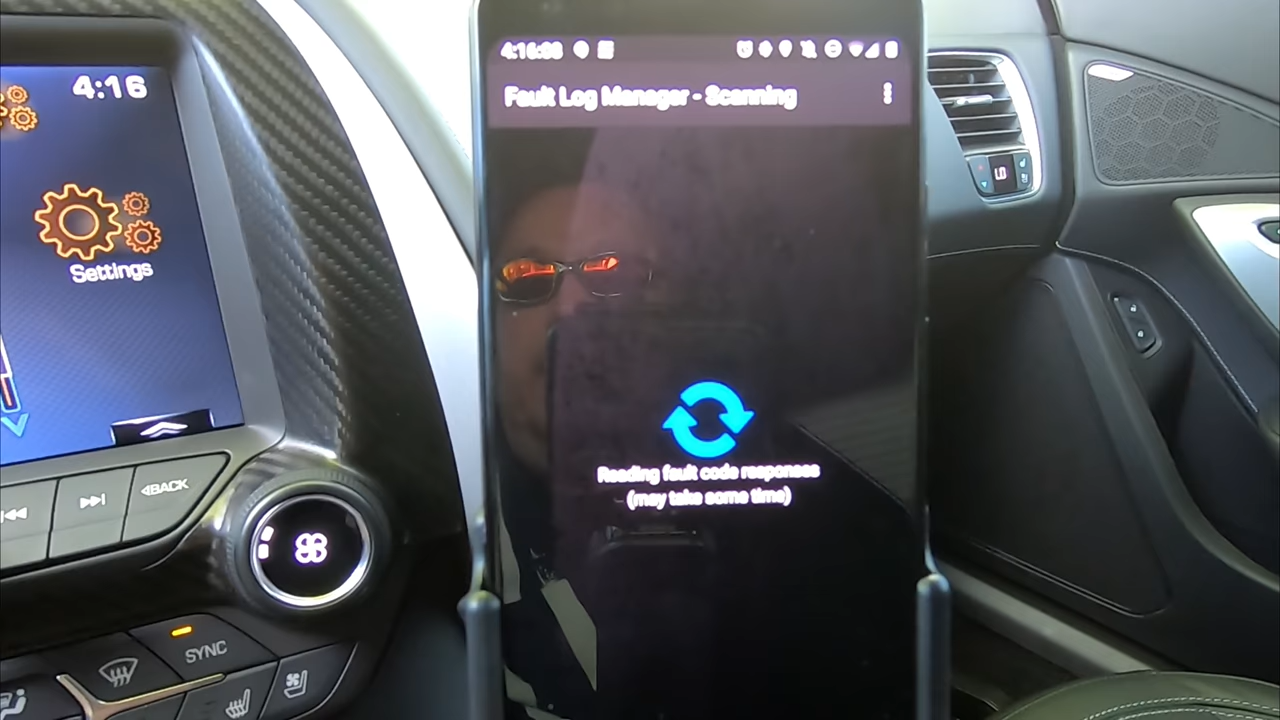 4:16
Settings
BACK
SYNC
4:16:08
Fault Log Manager - Scanning
Reading fault code responses
(may take some time)
LO